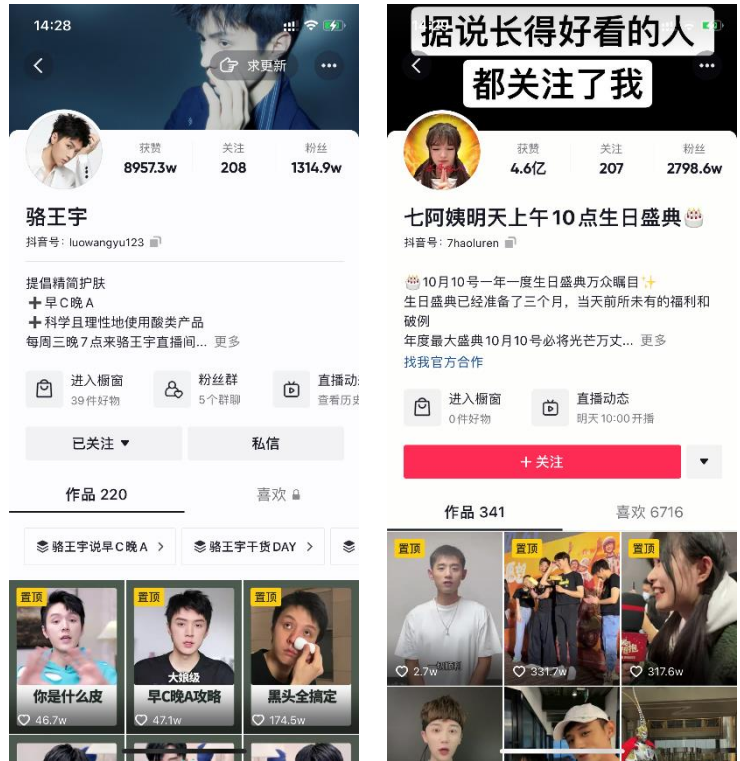 14:28
求更新
获赞
关注
粉丝
8957.3w
208
1314.9w
骆王宇
抖音号：luowangyu123
提倡精简护肤
➕早C晚A
➕科学且理性地使用酸类产品
每周三晚7点来骆王宇直播间... 更多
进入橱窗
39件好物
粉丝群
5个群聊
直播动
查看历史
已关注
私信
作品 220
喜欢
骆王宇说早C晚A
骆王宇干货DAY
置顶
置顶
置顶
你是什么皮
大娘级
早C晚A攻略
黑头全搞定
46.7w
47.1w
174.5w
据说长得好看的人
都关注了我
获赞
关注
粉丝
4.6亿
207
2798.6w
七阿姨明天上午10点生日盛典🎂
抖音号：7haoluren
🎂10月10号一年一度生日盛典万众瞩目✨
生日盛典已经准备了三个月，当天前所未有的福利和
破例
年度最大盛典10月10号必将光芒万丈... 更多
找我官方合作
进入橱窗
0件好物
直播动态
明天10:00开播
＋关注
作品 341
喜欢 6716
置顶
置顶
置顶
2.7w
331.7w
317.6w